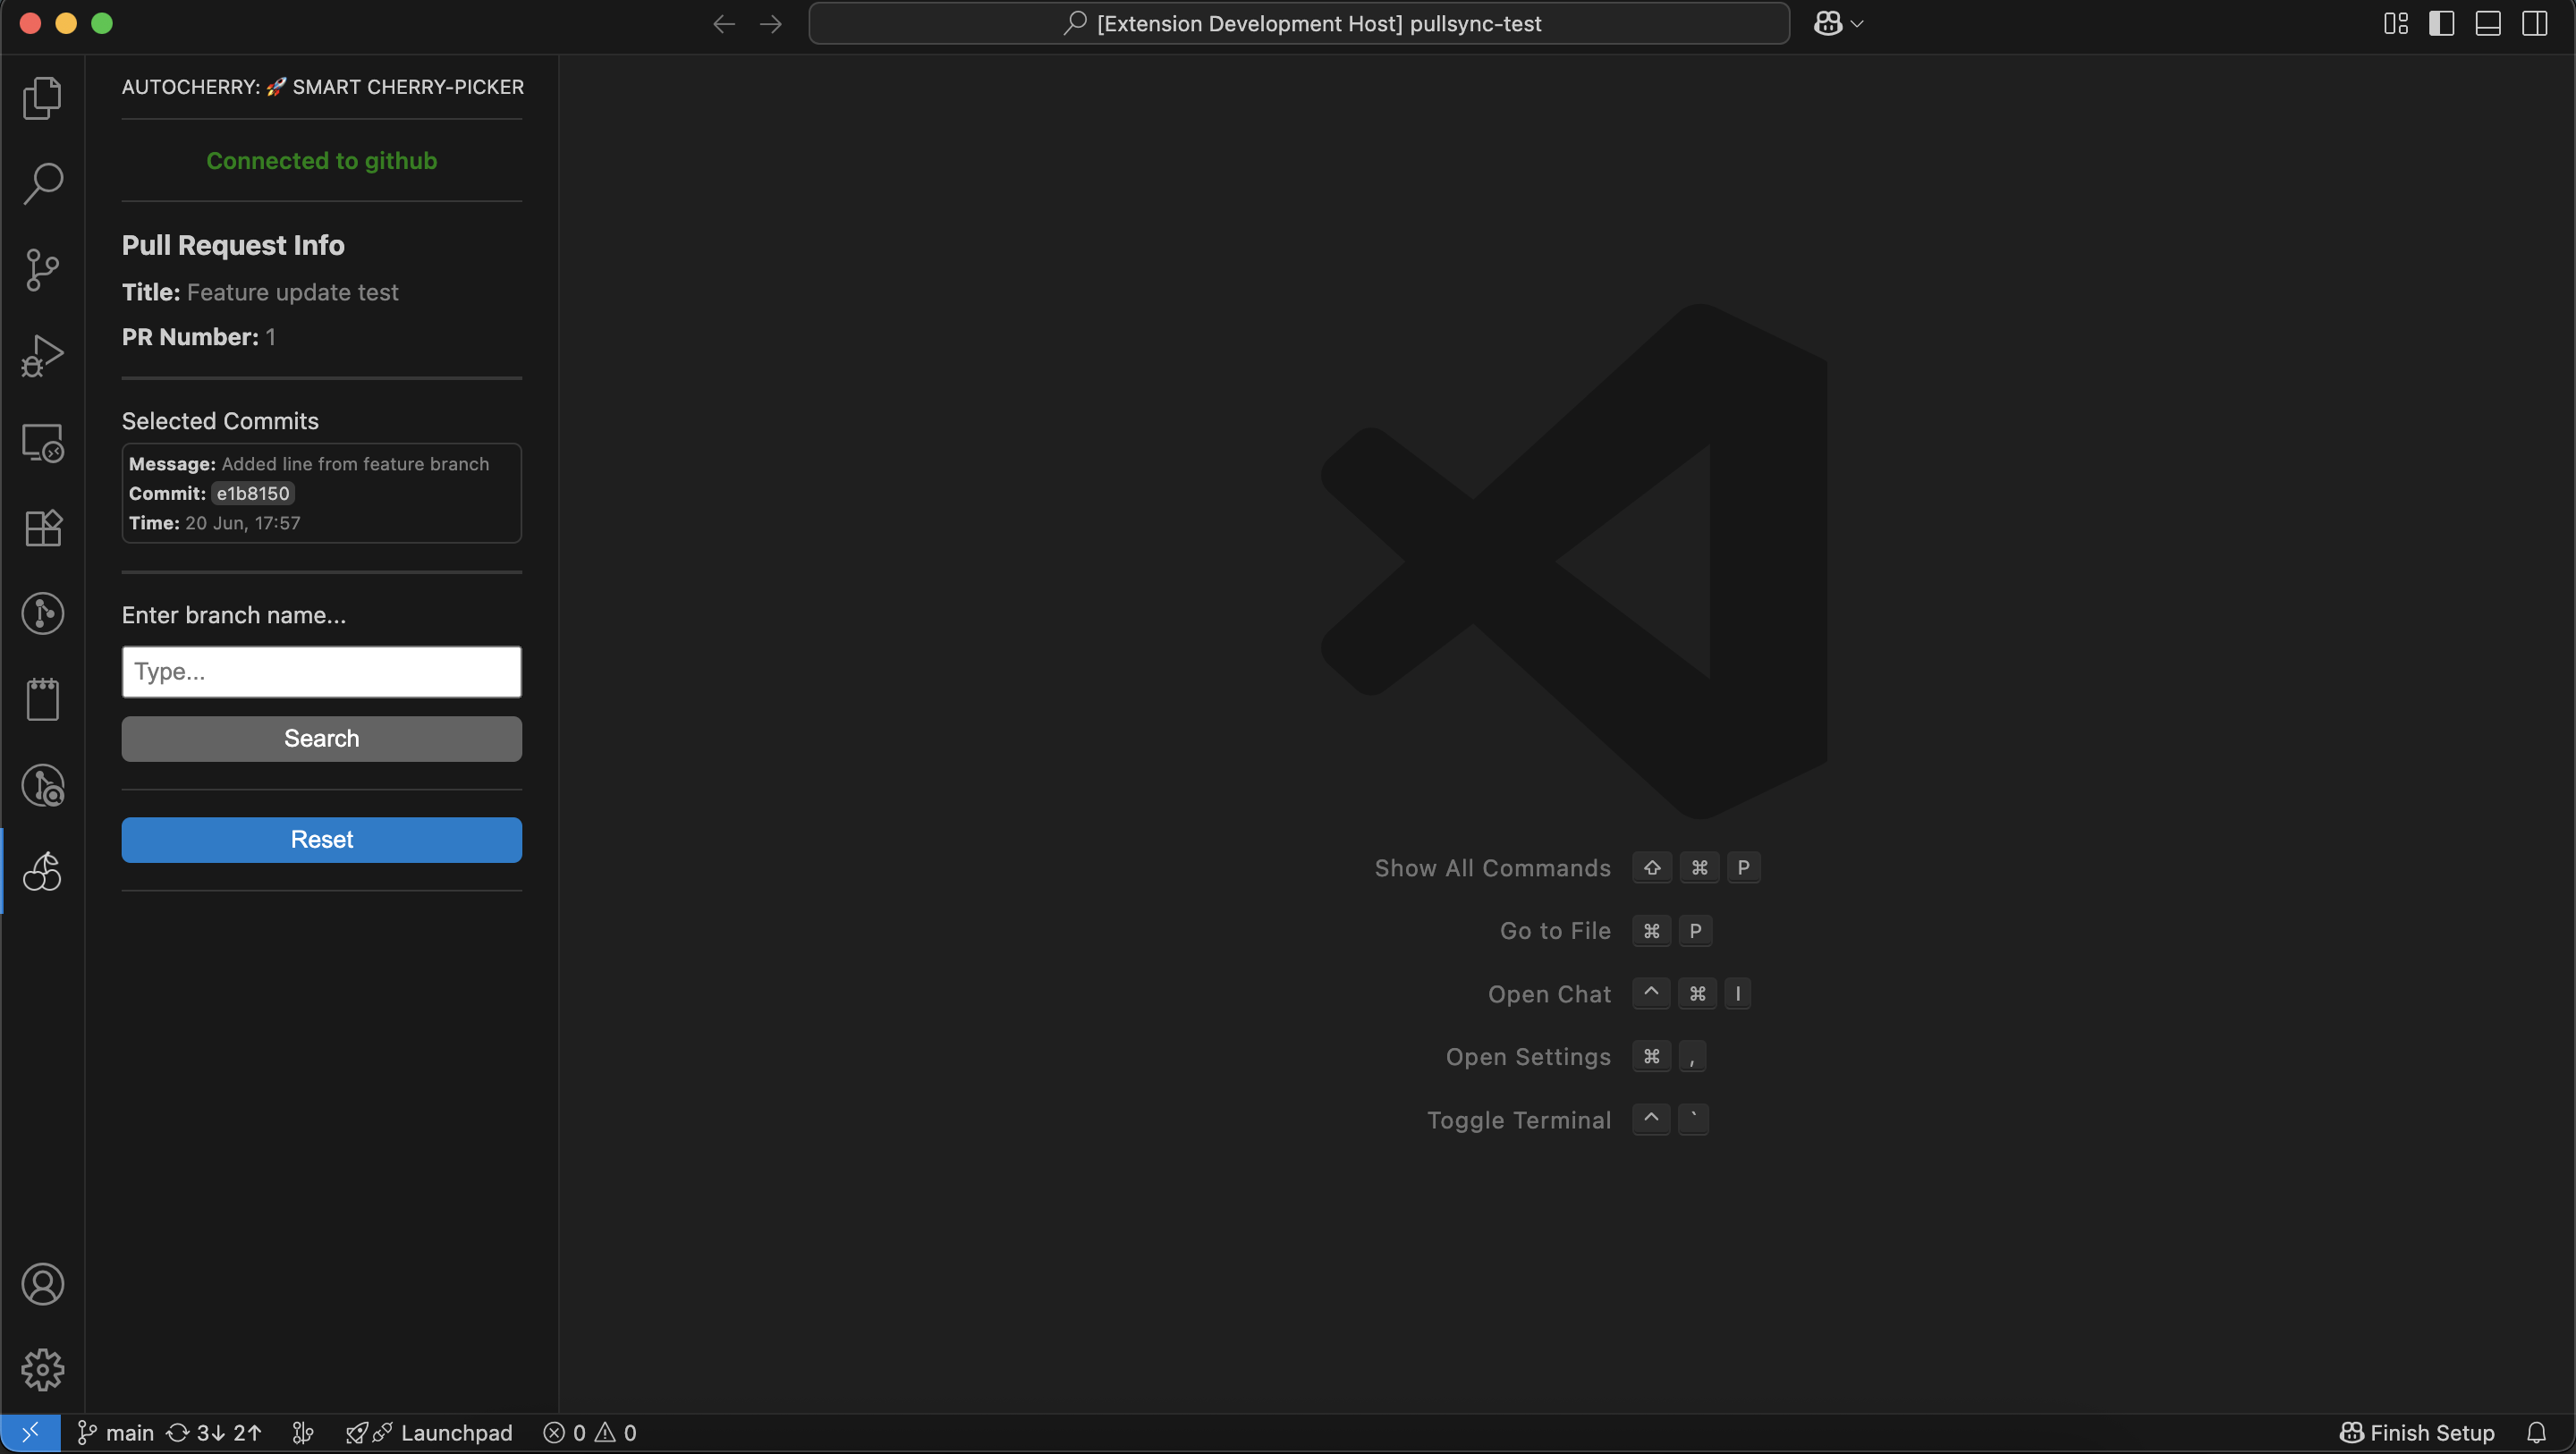 [Extension Development Host] pullsync-test
AUTOCHERRY: 🚀 SMART CHERRY-PICKER
Connected to github
Pull Request Info
Title: Feature update test
PR Number: 1
Selected Commits
Message: Added line from feature branch
Commit: e1b8150
Time: 20 Jun, 17:57
Enter branch name...
Type...
Search
Reset
Show All Commands ⇧ ⌘ P
Go to File ⌘ P
Open Chat ^ ⌘ I
Open Settings ⌘ ,
Toggle Terminal ^ `
main 3↓ 2↑ Launchpad 0 0 Finish Setup